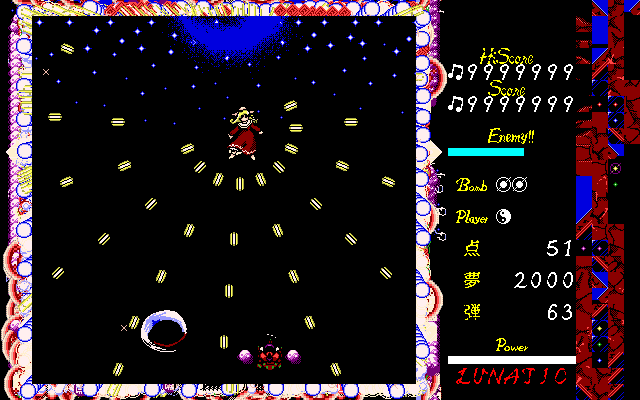 HiScore
♫9999999
Score
♫9999999
Enemy!!
Bomb
Player
点 51
夢 2000
弾 63
Power
LUNATIC